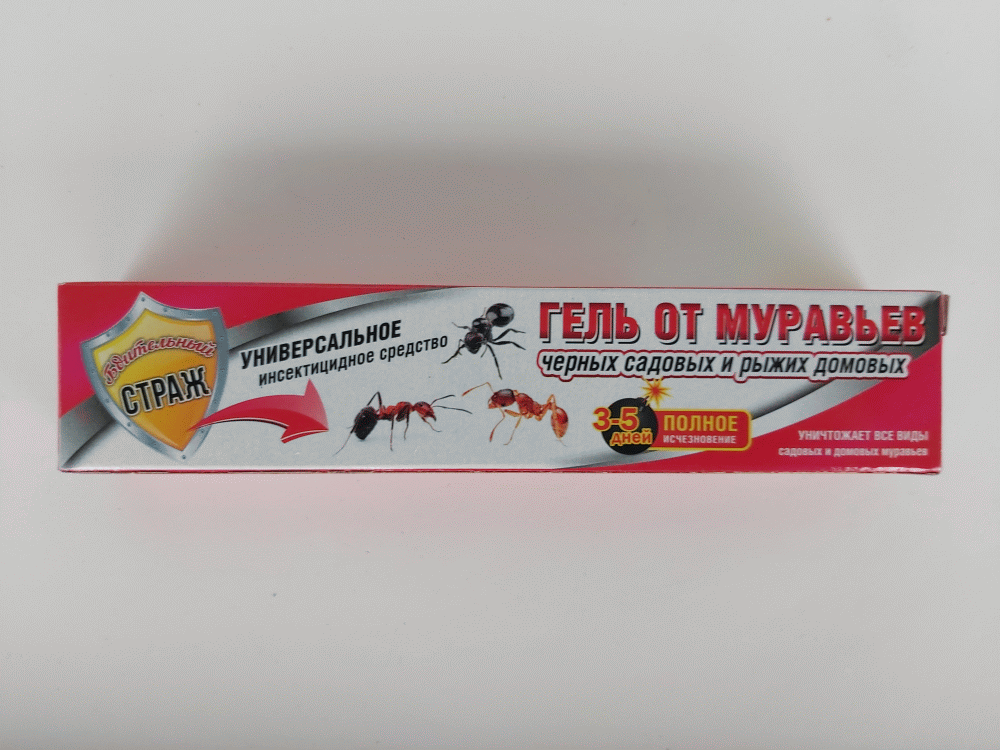 Бдительный
СТРАЖ
УНИВЕРСАЛЬНОЕ
инсектицидное средство
ГЕЛЬ ОТ МУРАВЬЕВ
черных садовых и рыжих домовых
3-5
дней
ПОЛНОЕ
ИСЧЕЗНОВЕНИЕ
УНИЧТОЖАЕТ ВСЕ ВИДЫ
садовых и домовых муравьев